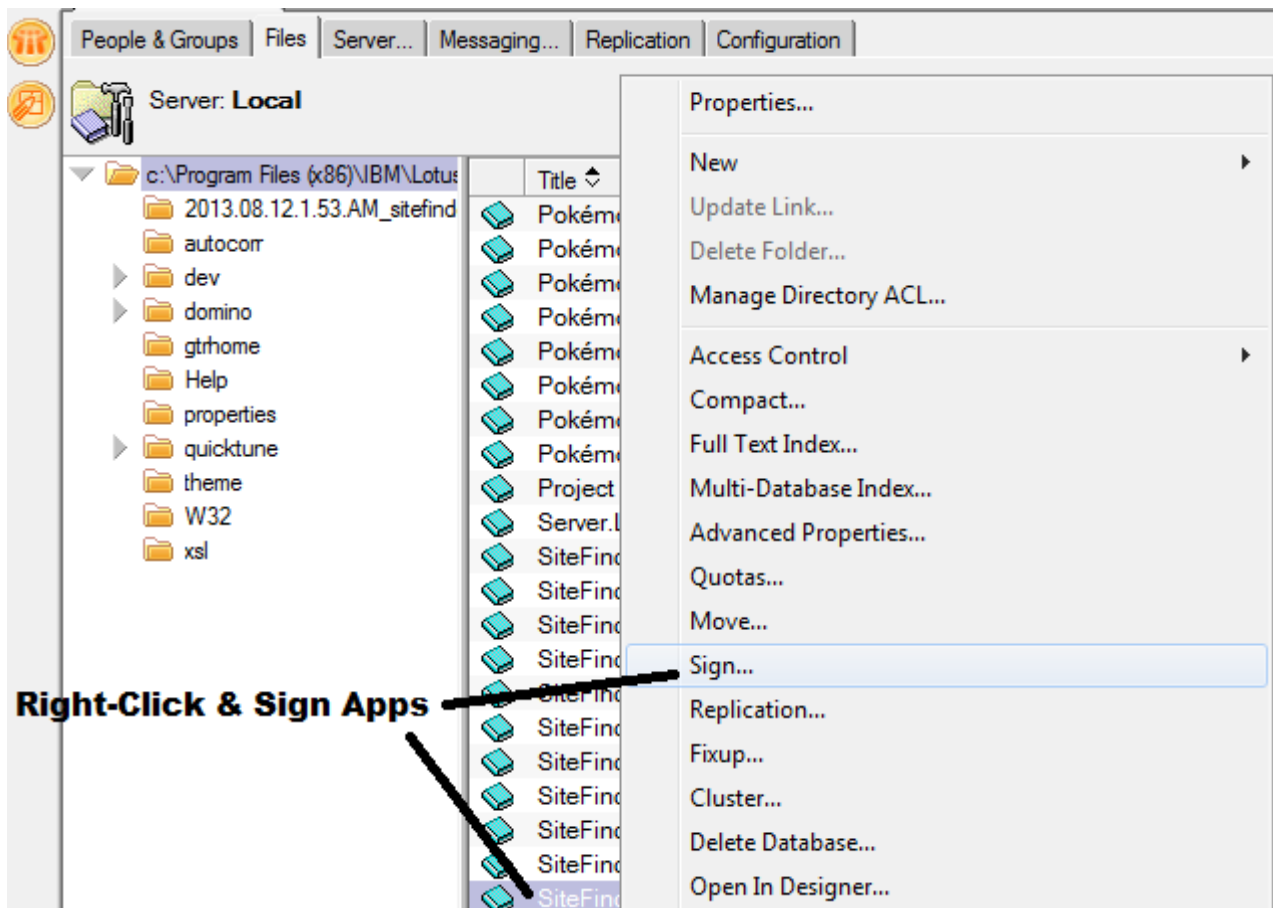 People & Groups Files Server... Messaging... Replication Configuration
Server: Local
c:\Program Files (x86)\IBM\Lotus
2013.08.12.1.53.AM_sitefind
autocorr
dev
domino
gtrhome
Help
properties
quicktune
theme
W32
xsl
Title
Pokémo
Pokémo
Pokémo
Pokémo
Pokémo
Pokémo
Pokémo
Pokémo
Project
Server.L
SiteFind
SiteFind
SiteFind
SiteFind
SiteFind
SiteFind
SiteFind
SiteFind
SiteFind
SiteFind
SiteFind
Properties...
New
Update Link...
Delete Folder...
Manage Directory ACL...
Access Control
Compact...
Full Text Index...
Multi-Database Index...
Advanced Properties...
Quotas...
Move...
Sign...
Replication...
Fixup...
Cluster...
Delete Database...
Open In Designer...
Right-Click & Sign Apps